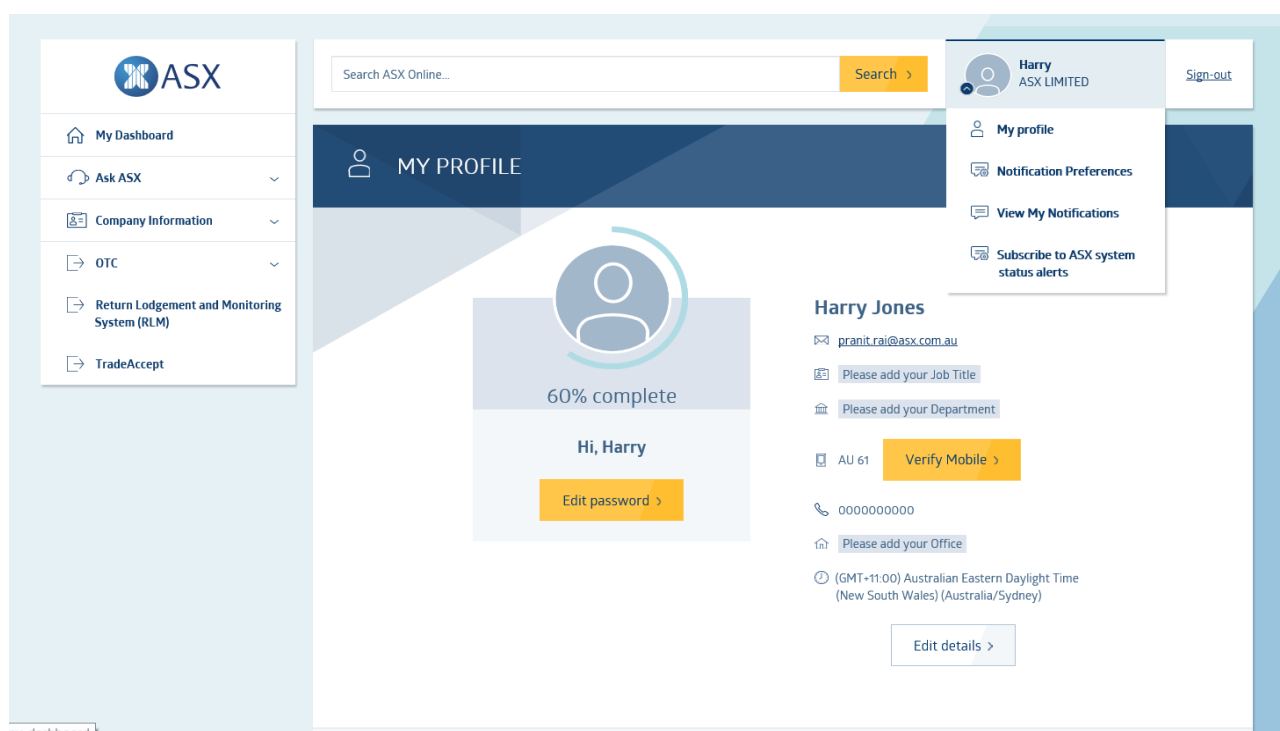 ASX
My Dashboard
Ask ASX
Company Information
OTC
Return Lodgement and Monitoring
System (RLM)
TradeAccept
Search ASX Online...
Search
Harry
ASX LIMITED
Sign-out
My profile
Notification Preferences
View My Notifications
Subscribe to ASX system
status alerts
MY PROFILE
60% complete
Hi, Harry
Edit password
Harry Jones
pranit.rai@asx.com.au
Please add your Job Title
Please add your Department
AU 61
Verify Mobile
0000000000
Please add your Office
(GMT+11:00) Australian Eastern Daylight Time
(New South Wales) (Australia/Sydney)
Edit details